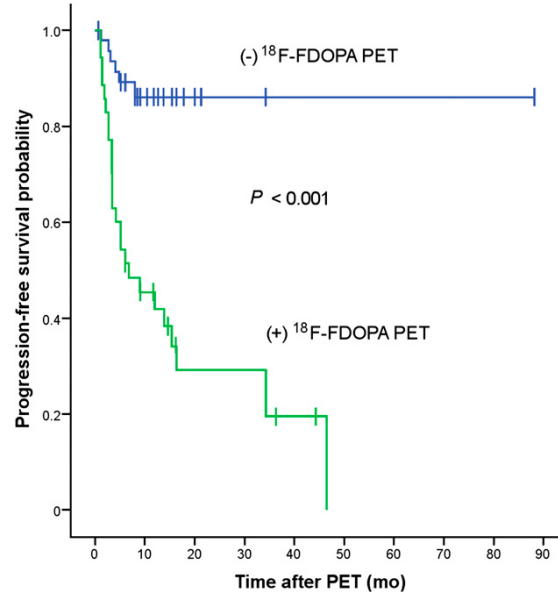 1.0
(-) ¹⁸F-FDOPA PET
0.8
P < 0.001
0.6
0.4
(+) ¹⁸F-FDOPA PET
0.2
0
Progression-free survival probability
0 10 20 30 40 50 60 70 80 90
Time after PET (mo)